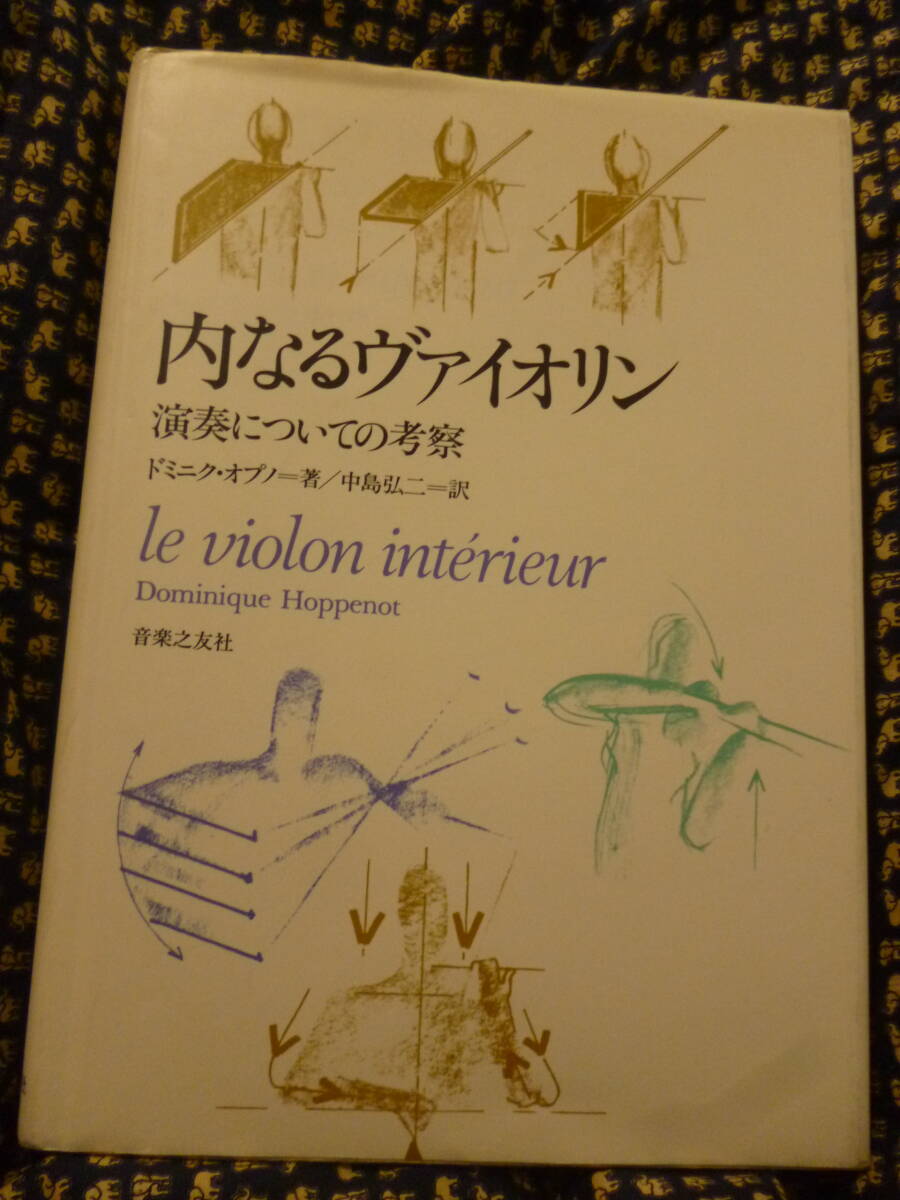 内なるヴァイオリン
演奏についての考察
ドミニク・オプノ=著/中島弘二=訳
le violon intérieur
Dominique Hoppenot
音楽之友社